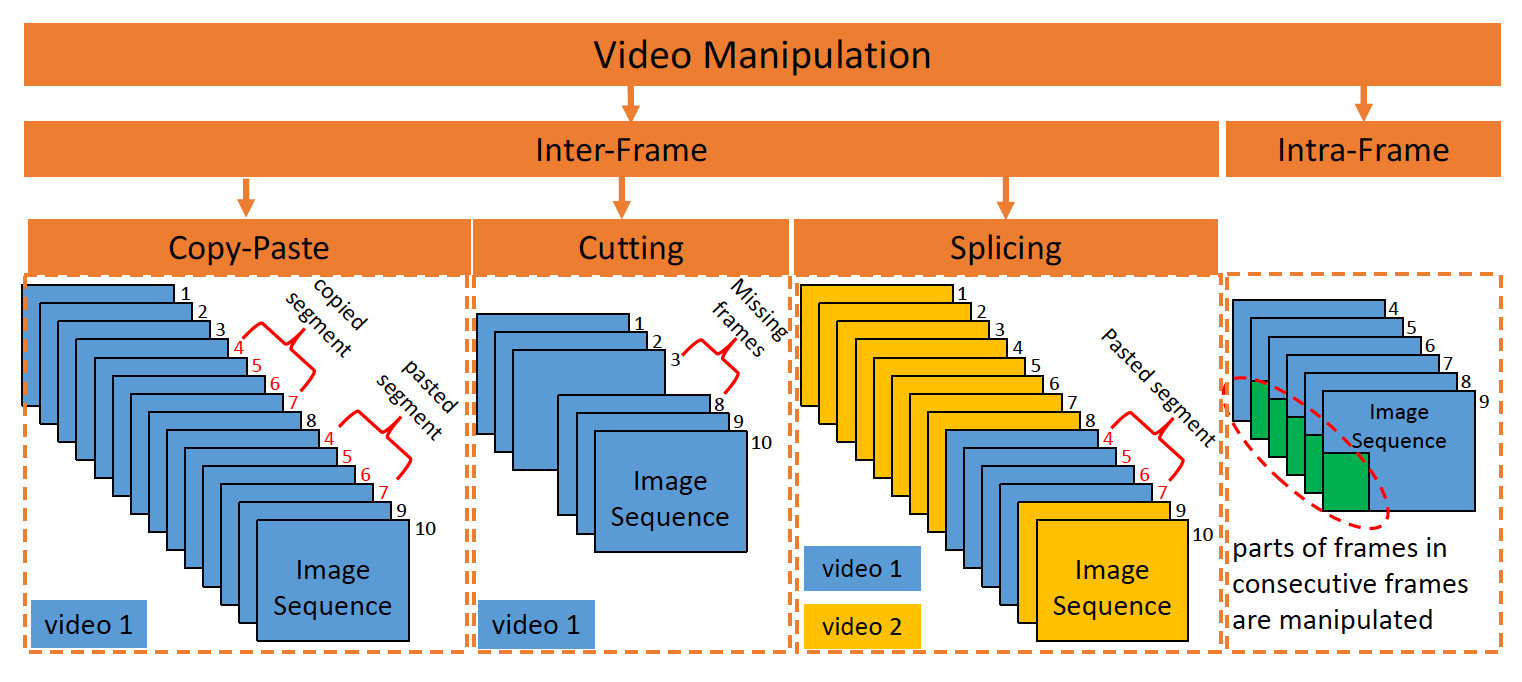 Video Manipulation
Inter-Frame
Intra-Frame
Copy-Paste
Cutting
Splicing
1
2
3
4
5
6
7
8
4
5
6
7
9
10
copied
segment
pasted
segment
Image
Sequence
video 1
1
2
3
8
9
10
Missing
frames
Image
Sequence
video 1
1
2
3
4
5
6
7
8
4
5
6
7
9
10
Pasted segment
Image
Sequence
video 1
video 2
4
5
6
7
8
9
Image
Sequence
parts of frames in
consecutive frames
are manipulated